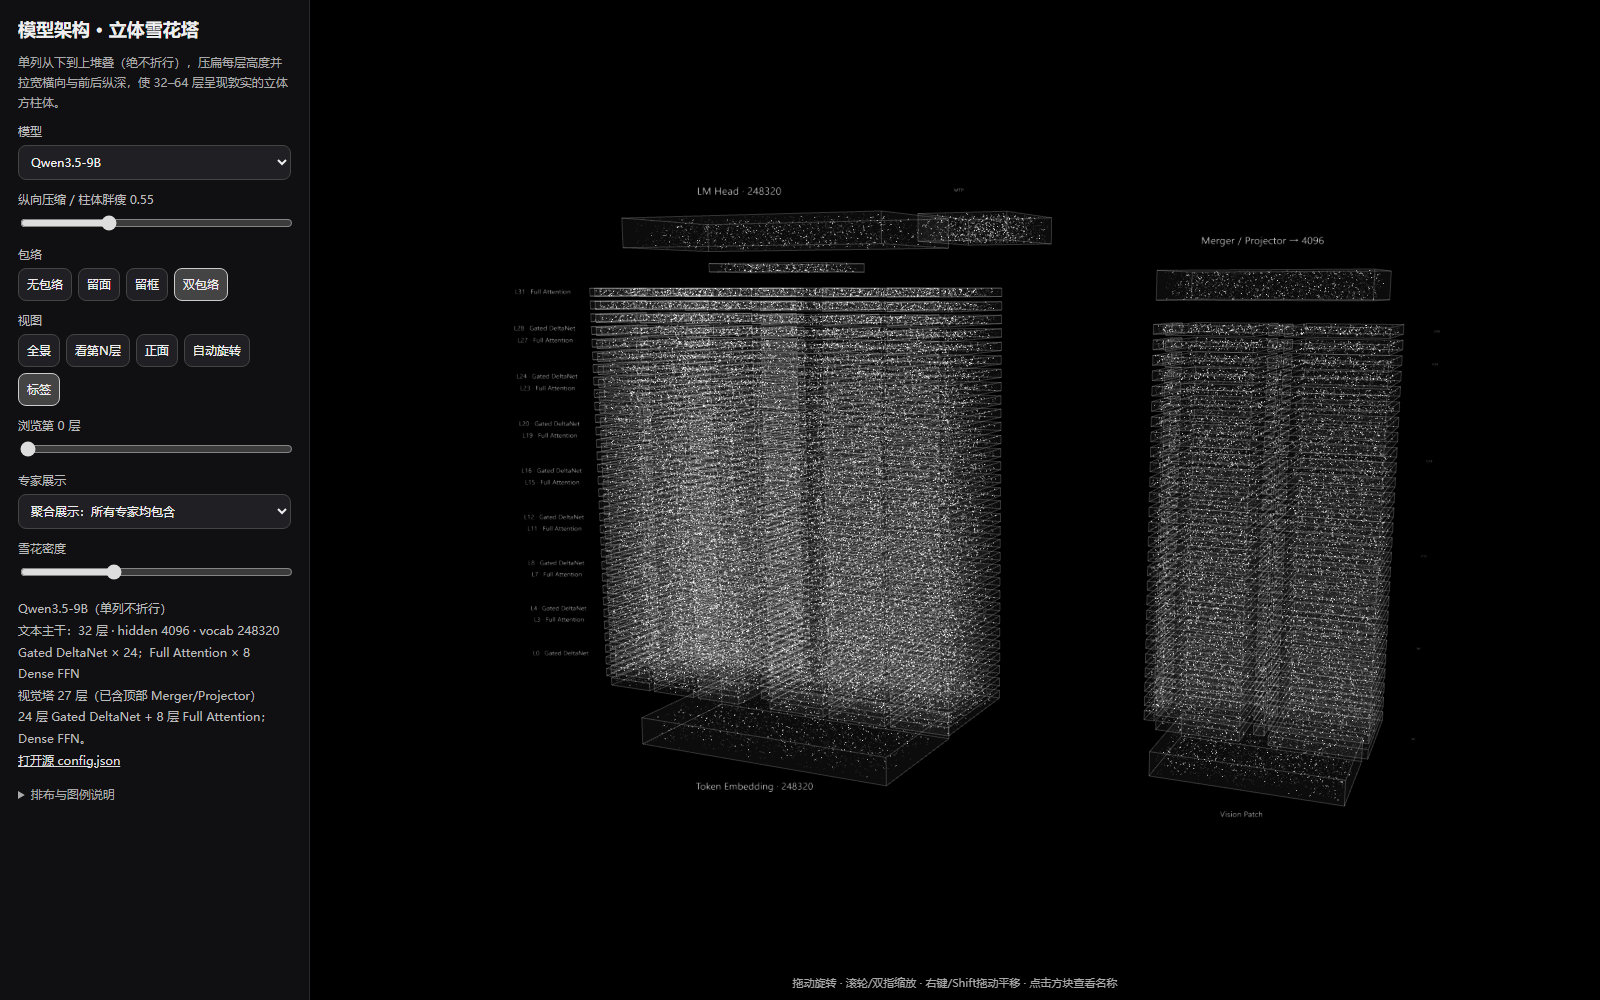 模型架构 • 立体雪花塔
单列从下到上堆叠（绝不折行），压扁每层高度并
拉宽横向与前后纵深，使 32–64 层呈现敦实的立体
方柱体。
模型
Qwen3.5-9B
纵向压缩 / 柱体胖瘦 0.55
包络
无包络
留面
留框
双包络
视图
全景
看第N层
正面
自动旋转
标签
浏览第 0 层
专家展示
聚合展示：所有专家均包含
雪花密度
Qwen3.5-9B（单列不折行）
文本主干：32 层 · hidden 4096 · vocab 248320
Gated DeltaNet × 24；Full Attention × 8
Dense FFN
视觉塔 27 层（已含顶部 Merger/Projector）
24 层 Gated DeltaNet + 8 层 Full Attention；
Dense FFN。
打开源 config.json
▶ 排布与图例说明
LM Head · 248320
MTP
Merger / Projector → 4096
L31 · Full Attention
L28 · Gated DeltaNet
L27 · Full Attention
L24 · Gated DeltaNet
L23 · Full Attention
L20 · Gated DeltaNet
L19 · Full Attention
L16 · Gated DeltaNet
L15 · Full Attention
L12 · Gated DeltaNet
L11 · Full Attention
L8 · Gated DeltaNet
L7 · Full Attention
L4 · Gated DeltaNet
L3 · Full Attention
L0 · Gated DeltaNet
Token Embedding · 248320
Vision Patch
拖动旋转 · 滚轮/双指缩放 · 右键/Shift拖动平移 · 点击方块查看名称